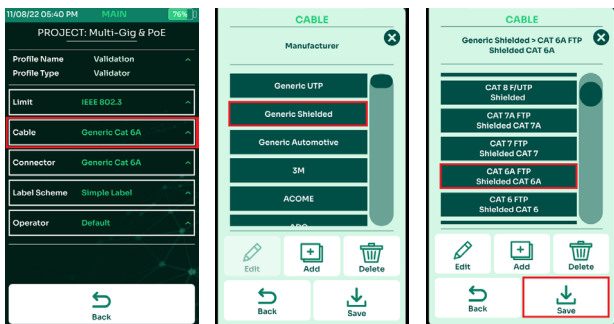 11/08/22 05:40 PM MAIN 76%
PROJECT: Multi-Gig & PoE
Profile Name Validation
Profile Type Validator
Limit IEEE 802.3
Cable Generic Cat 6A
Connector Generic Cat 6A
Label Scheme Simple Label
Operator Default
Back
CABLE
Manufacturer
Generic UTP
Generic Shielded
Generic Automotive
3M
ACOME
Edit Add Delete
Back Save
CABLE
Generic Shielded > CAT 6A FTP
Shielded CAT 6A
CAT 8 F/UTP
Shielded
CAT 7A FTP
Shielded CAT 7A
CAT 7 FTP
Shielded CAT 7
CAT 6A FTP
Shielded CAT 6A
CAT 6 FTP
Shielded CAT 6
Edit Add Delete
Back Save